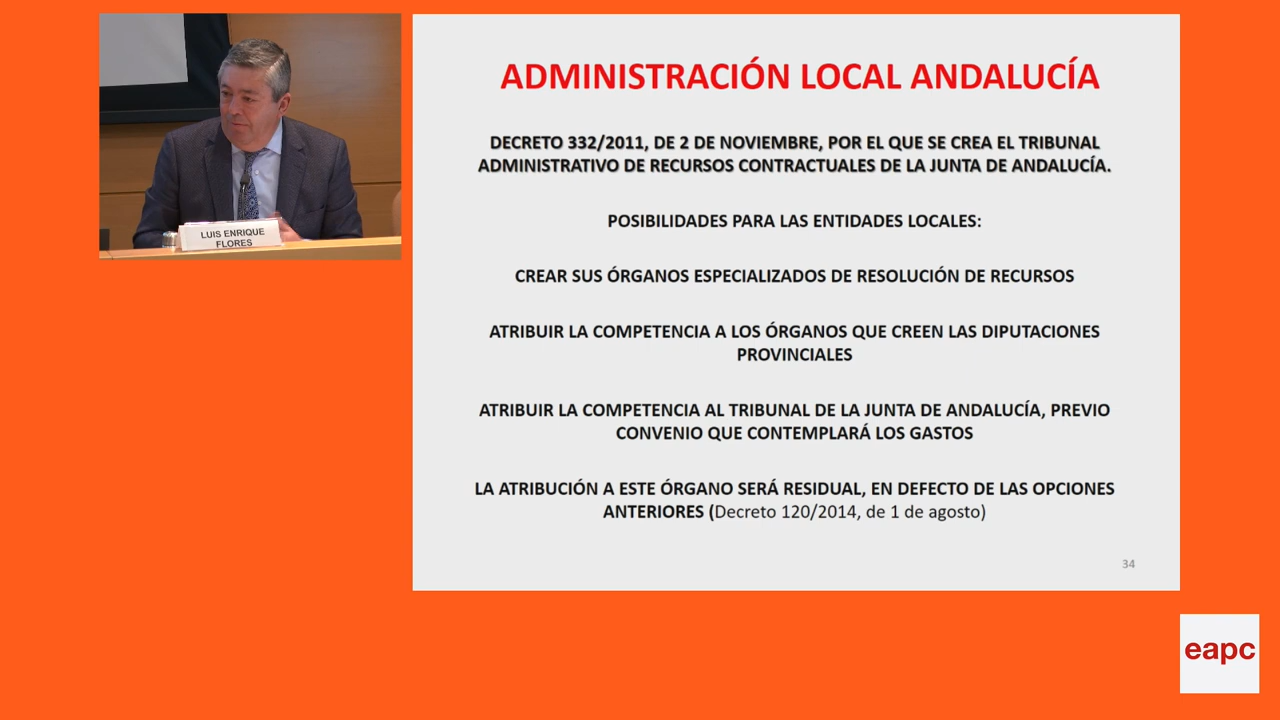 LUIS ENRIQUE
FLORES
ADMINISTRACIÓN LOCAL ANDALUCÍA
DECRETO 332/2011, DE 2 DE NOVIEMBRE, POR EL QUE SE CREA EL TRIBUNAL
ADMINISTRATIVO DE RECURSOS CONTRACTUALES DE LA JUNTA DE ANDALUCÍA.
POSIBILIDADES PARA LAS ENTIDADES LOCALES:
CREAR SUS ÓRGANOS ESPECIALIZADOS DE RESOLUCIÓN DE RECURSOS
ATRIBUIR LA COMPETENCIA A LOS ÓRGANOS QUE CREEN LAS DIPUTACIONES
PROVINCIALES
ATRIBUIR LA COMPETENCIA AL TRIBUNAL DE LA JUNTA DE ANDALUCÍA, PREVIO
CONVENIO QUE CONTEMPLARÁ LOS GASTOS
LA ATRIBUCIÓN A ESTE ÓRGANO SERÁ RESIDUAL, EN DEFECTO DE LAS OPCIONES
ANTERIORES (Decreto 120/2014, de 1 de agosto)
34
eapc